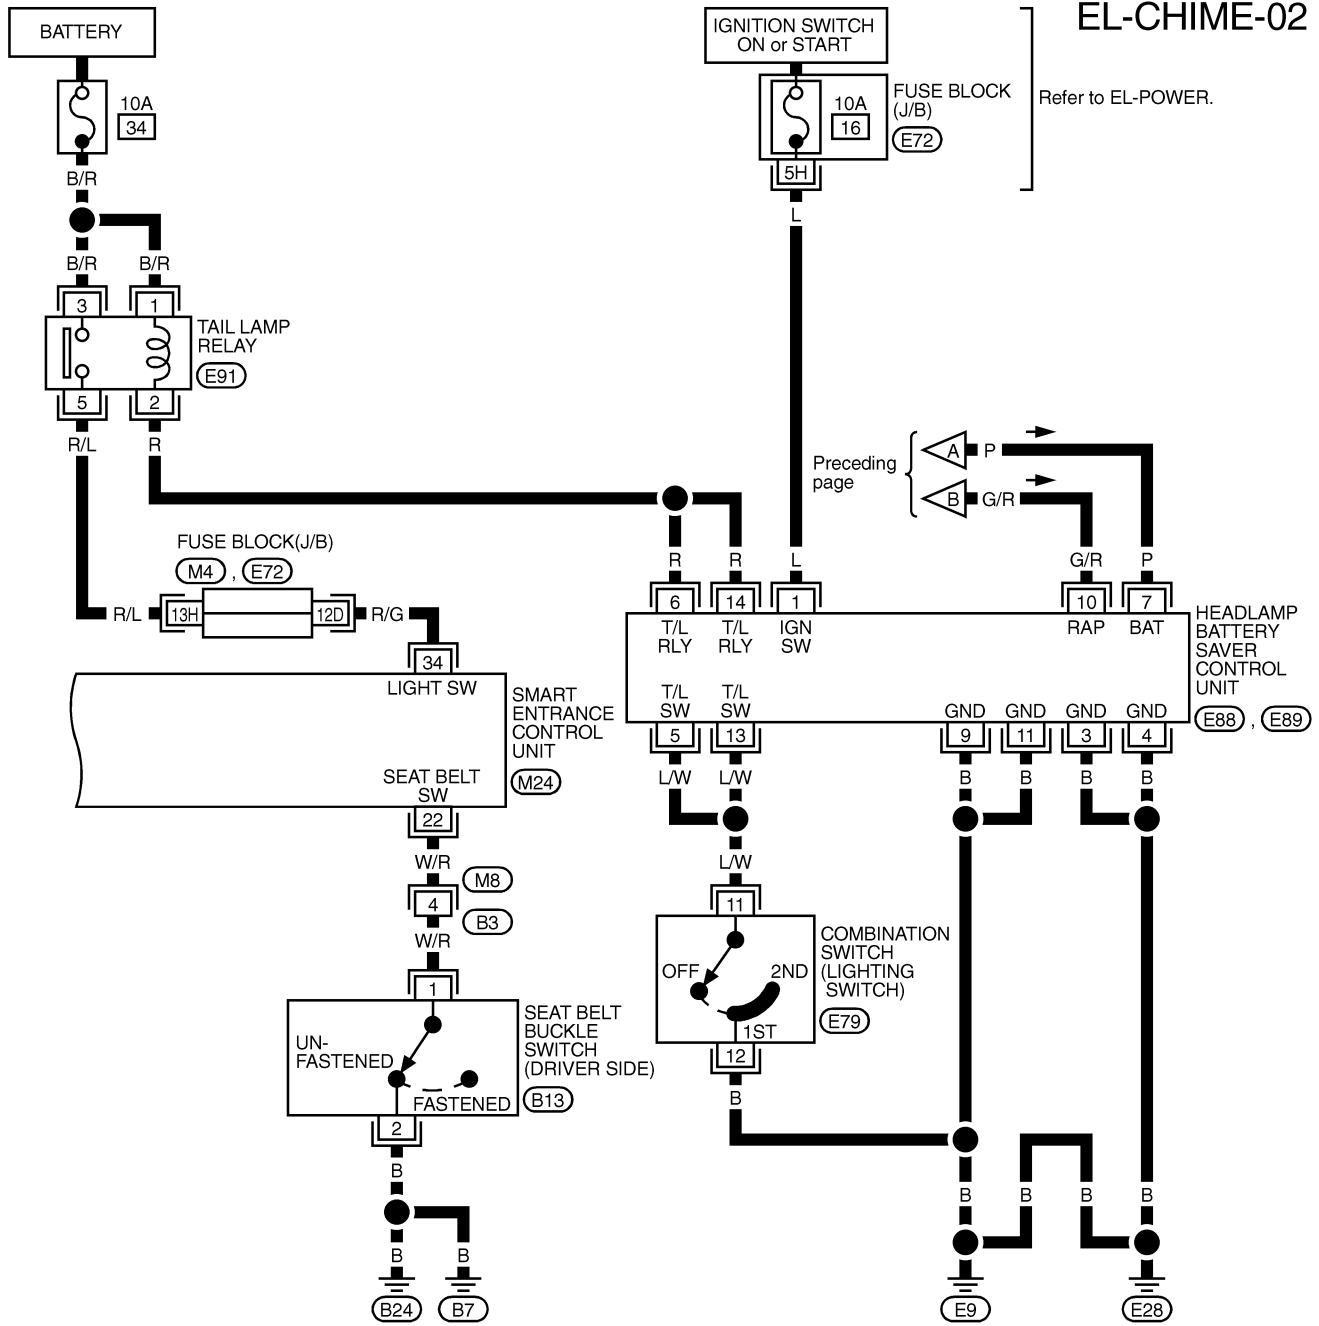 EL-CHIME-02
BATTERY
IGNITION SWITCH
ON or START
10A
34
10A
16
FUSE BLOCK
(J/B)
E72
Refer to EL-POWER.
5H
B/R
L
B/R
B/R
3
1
TAIL LAMP
RELAY
E91
5
2
R/L
R
Preceding
page
A
P
B
G/R
FUSE BLOCK(J/B)
M4 , E72
R
R
L
G/R
P
R/L
13H
12D
R/G
6
14
1
10
7
T/L
RLY
T/L
RLY
IGN
SW
RAP
BAT
HEADLAMP
BATTERY
SAVER
CONTROL
UNIT
E88 , E89
34
LIGHT SW
SMART
ENTRANCE
CONTROL
UNIT
M24
T/L
SW
T/L
SW
GND
GND
GND
GND
5
13
9
11
3
4
L/W
L/W
B
B
B
B
SEAT BELT
SW
22
W/R
M8
4
B3
W/R
L/W
11
OFF
2ND
1ST
COMBINATION
SWITCH
(LIGHTING
SWITCH)
E79
12
B
1
UN-
FASTENED
FASTENED
SEAT BELT
BUCKLE
SWITCH
(DRIVER SIDE)
B13
2
B
B
B
B
B
B
B
B24
B7
E9
E28